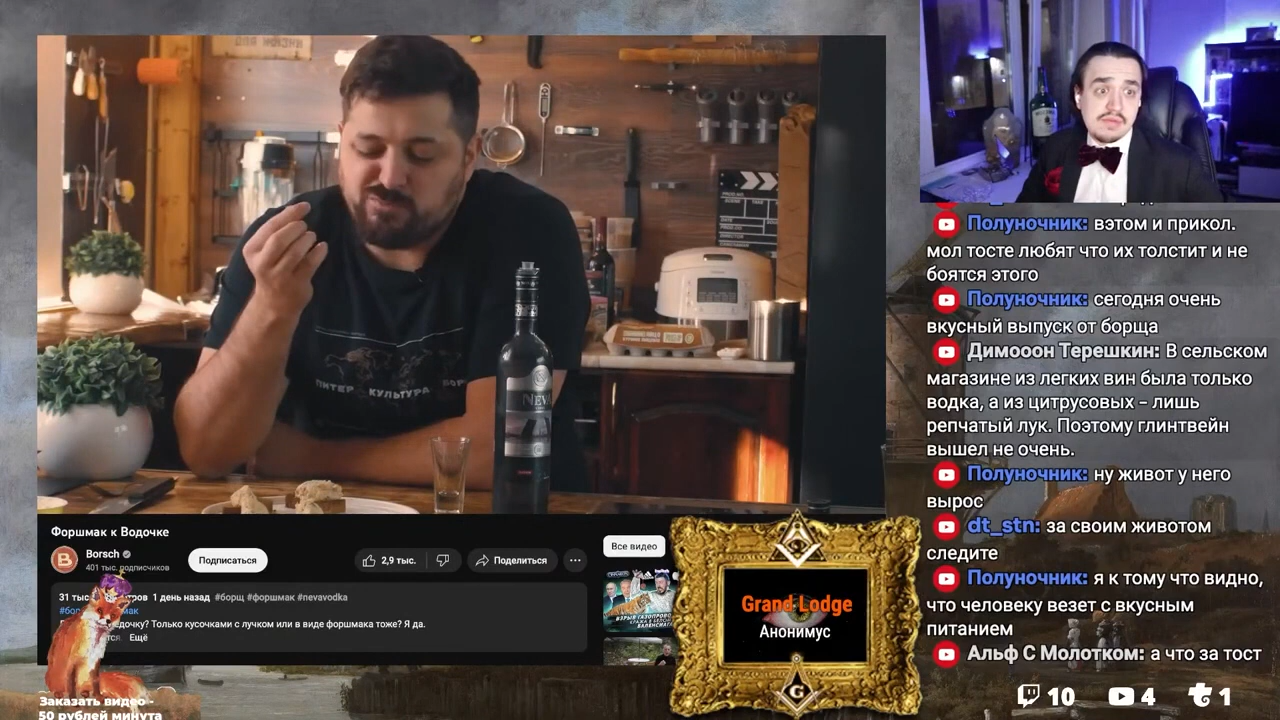 ПИТЕР КУЛЬТУРА
NEVA
Форшмак к Водочке
Borsch
401 тыс. подписчиков
Подписаться
2,9 тыс.
Поделиться
Все видео
31 тыс. 1 день назад #борщ #форшмак #nevavodka
Только кусочками с лучком или в виде форшмака тоже? Я да.
Ещё
Заказать видео -
50 рублей минута
Grand Lodge
Анонимус
G
Полуночник: вэтом и прикол.
мол тосте любят что их толстит и не
боятся этого
Полуночник: сегодня очень
вкусный выпуск от борща
Димооон Терешкин: В сельском
магазине из легких вин была только
водка, а из цитрусовых – лишь
репчатый лук. Поэтому глинтвейн
вышел не очень.
Полуночник: ну живот у него
вырос
dt_stn: за своим животом
следите
Полуночник: я к тому что видно,
что человеку везет с вкусным
питанием
Альф С Молотком: а что за тост
10 4 1